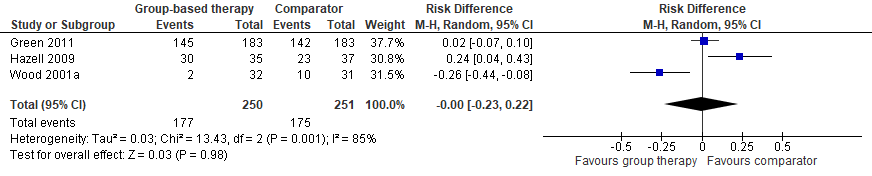 Group-based therapy Comparator Risk Difference Risk Difference
Study or Subgroup Events Total Events Total Weight M-H, Random, 95% CI M-H, Random, 95% CI
Green 2011 145 183 142 183 37.7% 0.02 [-0.07, 0.10]
Hazell 2009 30 35 23 37 30.8% 0.24 [0.04, 0.43]
Wood 2001a 2 32 10 31 31.5% -0.26 [-0.44, -0.08]
Total (95% CI) 250 251 100.0% -0.00 [-0.23, 0.22]
Total events 177 175
Heterogeneity: Tau² = 0.03; Chi² = 13.43, df = 2 (P = 0.001); I² = 85%
Test for overall effect: Z = 0.03 (P = 0.98)
-0.5 -0.25 0 0.25 0.5
Favours group therapy Favours comparator